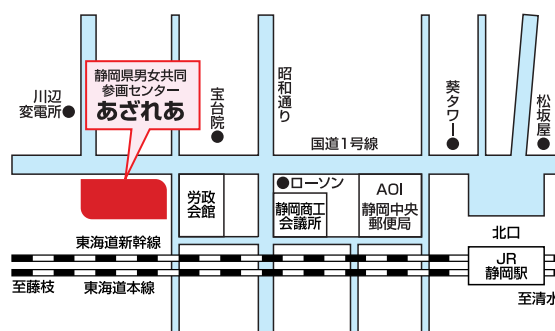 静岡県男女共同
参画センター
あざれあ
川辺
変電所
宝台院
昭和通り
葵タワー
松坂屋
国道1号線
ローソン
労政
会館
静岡商工
会議所
AOI
静岡中央
郵便局
東海道新幹線
北口
JR
静岡駅
至藤枝
東海道本線
至清水